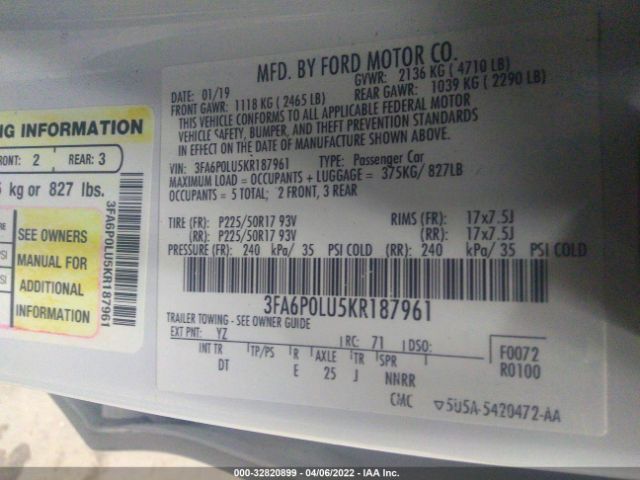 MFD. BY FORD MOTOR CO.
DATE: 01/19 GVWR: 2136 KG (4710 LB)
FRONT GAWR: 1118 KG (2465 LB) REAR GAWR: 1039 KG (2290 LB)
THIS VEHICLE CONFORMS TO ALL APPLICABLE FEDERAL MOTOR
VEHICLE SAFETY, BUMPER, AND THEFT PREVENTION STANDARDS
IN EFFECT ON THE DATE OF MANUFACTURE SHOWN ABOVE.
VIN: 3FA6P0LU5KR187961 TYPE: Passenger Car
MAXIMUM LOAD = OCCUPANTS + LUGGAGE = 375KG/ 827LB
OCCUPANTS = 5 TOTAL; 2 FRONT, 3 REAR
TIRE (FR): P225/50R17 93V RIMS (FR): 17x7.5J
(RR): P225/50R17 93V (RR): 17x7.5J
PRESSURE (FR): 240 kPa/ 35 PSI COLD (RR): 240 kPa/ 35 PSI COLD
3FA6P0LU5KR187961
TRAILER TOWING - SEE OWNER GUIDE
EXT PNT: YZ RC: 71 DSO:
INT TR TP/PS R AXLE TR SPR
DT E 25 J NNRR
F0072
R0100
CMC 5U5A-5420472-AA
NG INFORMATION
FRONT: 2 REAR: 3
kg or 827 lbs.
SEE OWNERS
MANUAL FOR
ADDITIONAL
INFORMATION
3FA6P0LU5KR187961
000-32820899 - 04/06/2022 - IAA Inc.